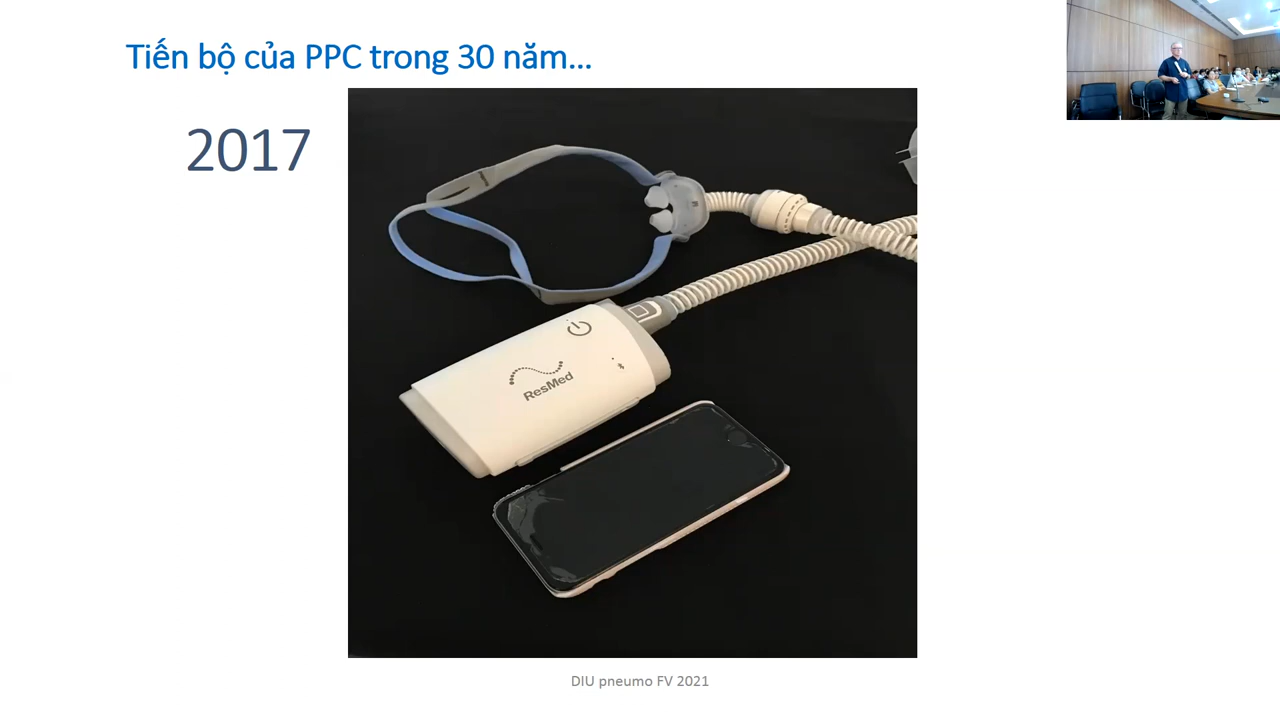 Tiến bộ của PPC trong 30 năm...
2017
ResMed
M
DIU pneumo FV 2021